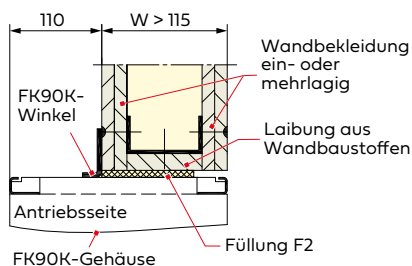 110
W > 115
Wandbekleidung
ein- oder
mehrlagig
FK90K-
Winkel
Laibung aus
Wandbaustoffen
Antriebsseite
Füllung F2
FK90K-Gehäuse